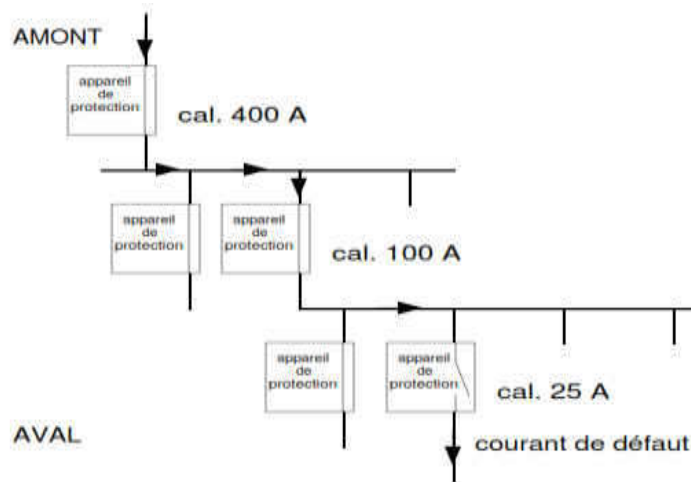 AMONT
appareil
de
protection
cal. 400 A
appareil
de
protection
appareil
de
protection
cal. 100 A
appareil
de
protection
appareil
de
protection
cal. 25 A
AVAL
courant de défaut